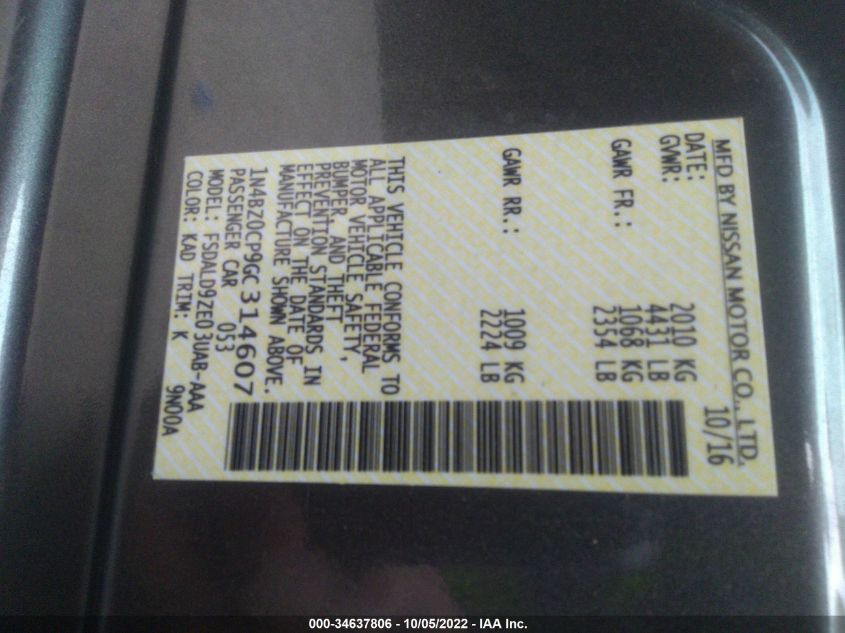 MFD BY NISSAN MOTOR CO., LTD.
DATE: 10/16
GVWR: 2010 KG
4431 LB
GAWR FR.: 1068 KG
2354 LB
GAWR RR.: 1009 KG
2224 LB
THIS VEHICLE CONFORMS TO
ALL APPLICABLE FEDERAL
MOTOR VEHICLE SAFETY,
BUMPER, AND THEFT
PREVENTION STANDARDS IN
EFFECT ON THE DATE OF
MANUFACTURE SHOWN ABOVE.
1N4BZ0CP9GC314607
PASSENGER CAR 053
MODEL: FSDALD9ZE03UAB-AAA
COLOR: KAD TRIM: K 9N00A
000-34637806 - 10/05/2022 - IAA Inc.